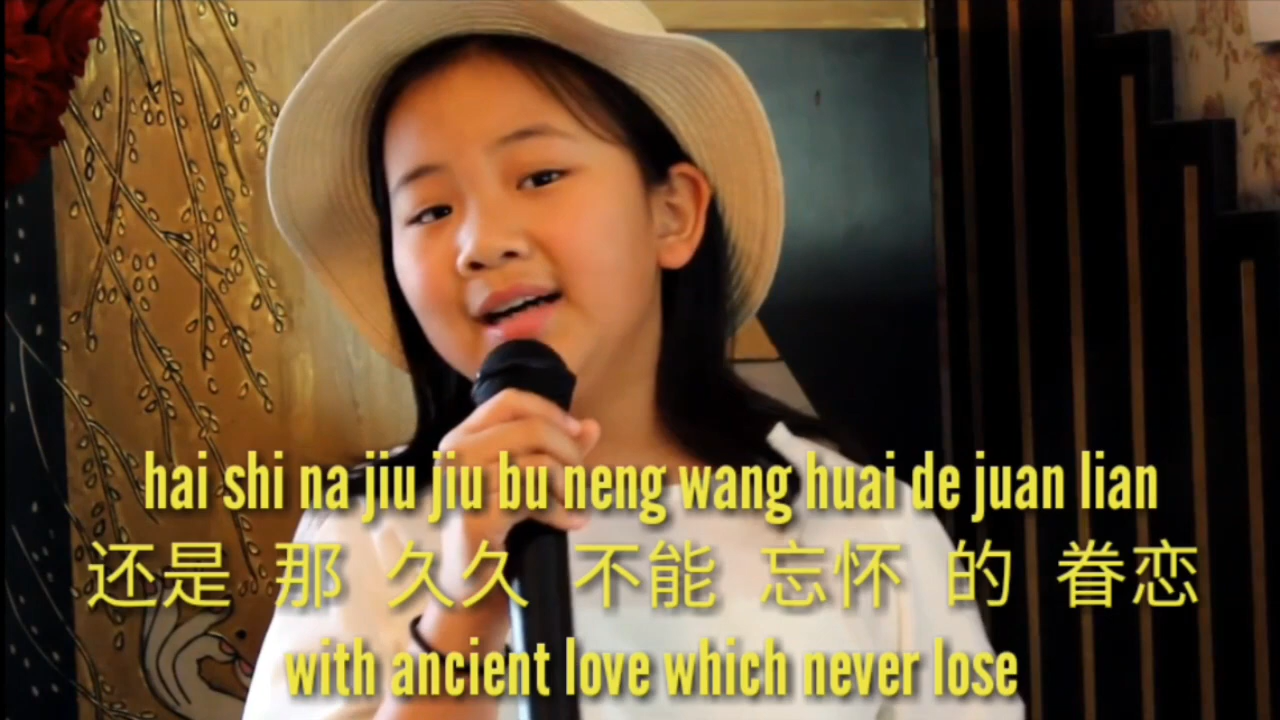 hai shi na jiu jiu bu neng wang huai de juan lian
还是 那 久久 不能 忘怀 的 眷恋
with ancient love which never lose